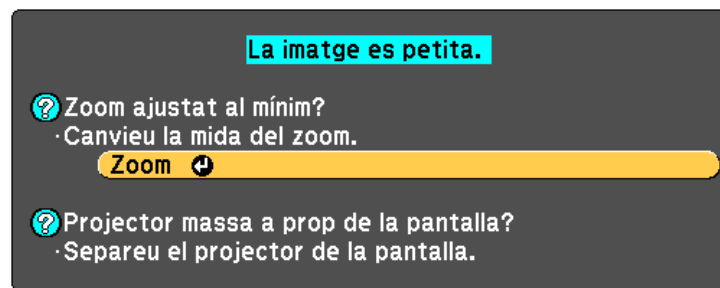 La imatge es petita.
Zoom ajustat al mínim?
·Canvieu la mida del zoom.
Zoom
Projector massa a prop de la pantalla?
·Separeu el projector de la pantalla.